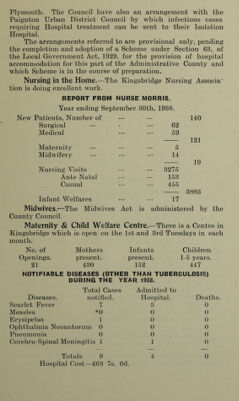 Plymouth. The Council have also an arrangement with the
Paignton Urban District Council by which infectious cases
requiring Hospital treatment can be sent to their Isolation
Hospital.
The arrangements referred to are provisional only, pending
the completion and adoption of a Scheme under Section 63, of
the Local Government Act, 1929, for the provision of hospital
accommodation for this part of the Administrative County and
which Scheme is in the course of preparation.
Nursing in the Home.—The Kingsbridge Nursing Associa-
tion is doing excellent work.
REPORT FROM NURSE MORRIS.
Year ending September 30th, 1938.
New Patients, Number of ... ... 140
Surgical ... ... ... 62
Medical ... ... 59
121
Maternity ... ... 5
Midwifery ... ... 14
19
Nursing Visits ... ... 3275
Ante Natal ... ... 153
Casual ... ... 455
3883
Infant Welfares ... ... 17
Midwives.—The Midwives Act is administered by the
County Council.
Maternity & Child Welfare Centre.—There is a Centre in
Kingsbridge which is open on the 1st and 3rd Tuesdays in each
month.
No. of Mothers Infants Children
Openings. present. present. 1-5 years.
21 490 152 447
NOTIFIABLE DISEASES (OTHER THAN TUBERCULOSIS)
DURING THE YEAR 1938.
Total Cases Admitted to
Diseases. notified. Hospital. Deaths.
Scarlet Fever 7 3 0
Measles *0 0 0
Erysipelas 1 0 0
Ophthalmia Neonatorum 0 0 0
Pneumonia 0 0 0
Cerebro-Spinal Meningitis 1 1 0
Totals 9 4 0
Hospital Cost—£63 7s. 0d.